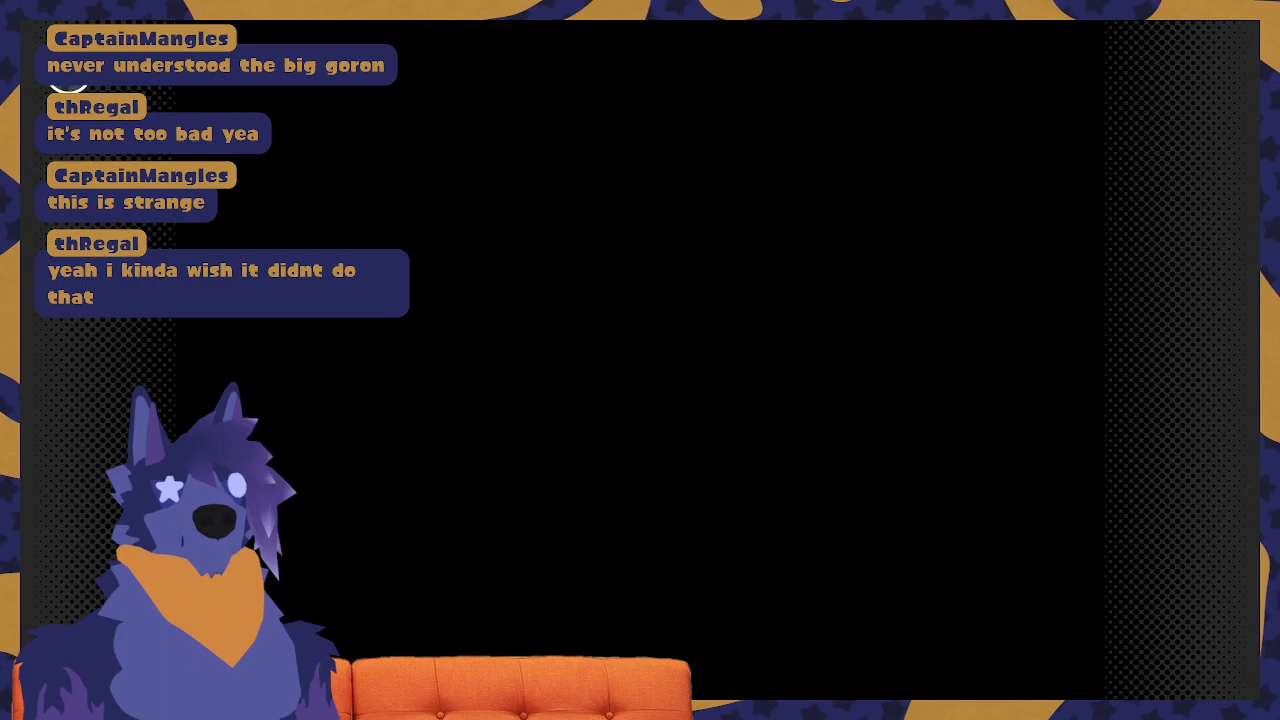 CaptainMangles
never understood the big goron
thRegal
it's not too bad yea
CaptainMangles
this is strange
thRegal
yeah i kinda wish it didnt do
that